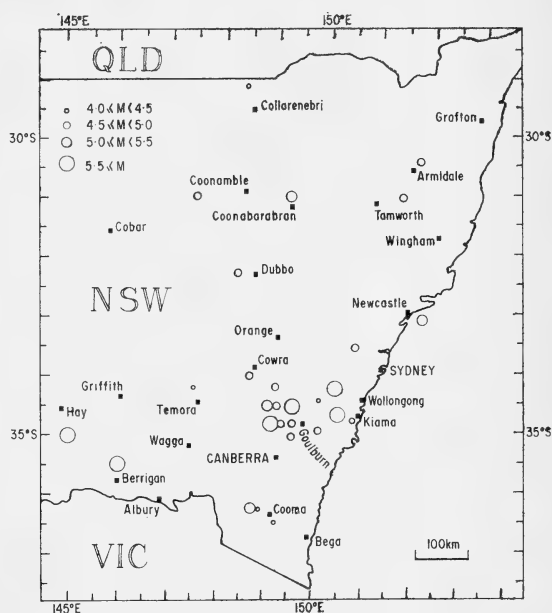 145°E
150°E
QLD
4·0≤M<4·5
4·5≤M<5·0
5·0≤M<5·5
5·5≤M
30°S
30°S
Collarenebri
Grafton
Armidale
Coonamble
Coonabarabran
Tamworth
Cobar
Wingham
Dubbo
NSW
Newcastle
Orange
Cowra
SYDNEY
Griffith
Hay
Temora
Wollongong
Kiama
35°S
35°S
Wagga
Goulburn
CANBERRA
Berrigan
Albury
Cooma
Bega
VIC
100km
145°E
150°E